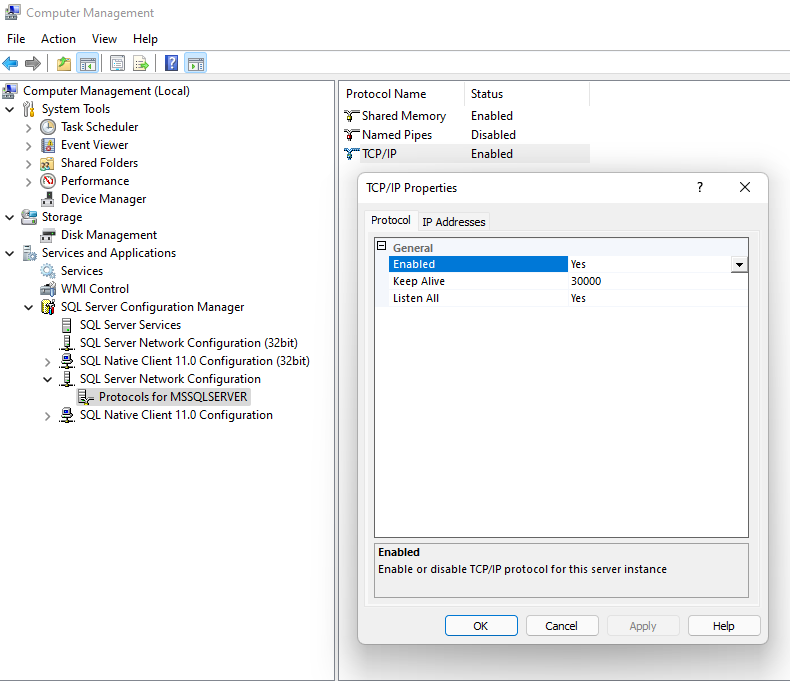 Computer Management
File Action View Help
Computer Management (Local)
System Tools
Task Scheduler
Event Viewer
Shared Folders
Performance
Device Manager
Storage
Disk Management
Services and Applications
Services
WMI Control
SQL Server Configuration Manager
SQL Server Services
SQL Server Network Configuration (32bit)
SQL Native Client 11.0 Configuration (32bit)
SQL Server Network Configuration
Protocols for MSSQLSERVER
SQL Native Client 11.0 Configuration
Protocol Name Status
Shared Memory Enabled
Named Pipes Disabled
TCP/IP Enabled
TCP/IP Properties ?
Protocol IP Addresses
General
Enabled Yes
Keep Alive 30000
Listen All Yes
Enabled
Enable or disable TCP/IP protocol for this server instance
OK Cancel Apply Help